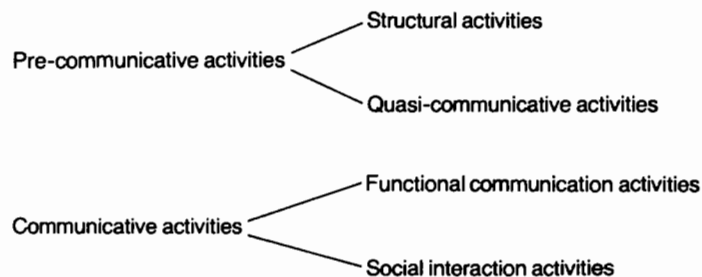 Structural activities
Pre-communicative activities
Quasi-communicative activities
Functional communication activities
Communicative activities
Social interaction activities